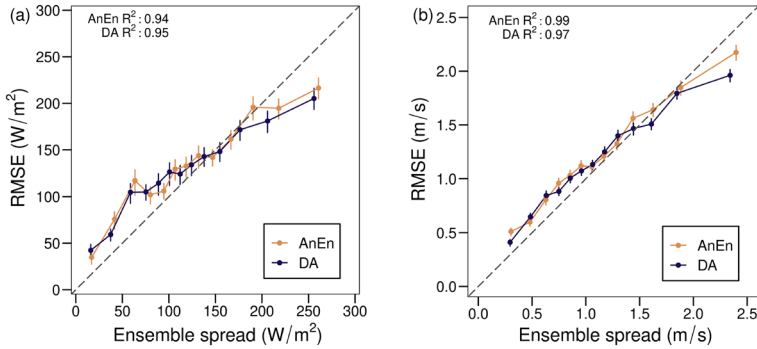 (a)
AnEn R²: 0.94
DA R²: 0.95
RMSE (W/m²)
300
250
200
150
100
50
0
0 50 100 150 200 250 300
Ensemble spread (W/m²)
AnEn
DA
(b)
AnEn R²: 0.99
DA R²: 0.97
RMSE (m/s)
2.5
2.0
1.5
1.0
0.5
0.0
0.0 0.5 1.0 1.5 2.0 2.5
Ensemble spread (m/s)
AnEn
DA